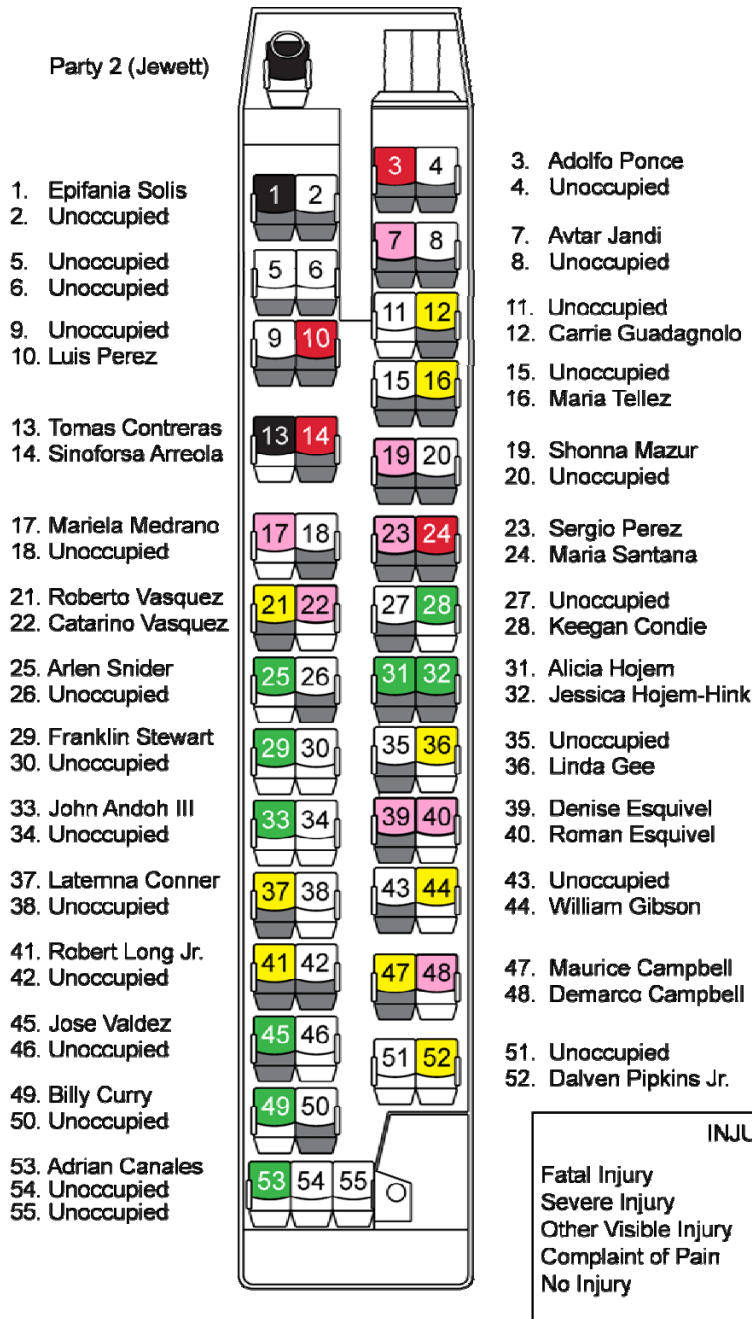 Party 2 (Jewett)
1. Epifania Solis
2. Unoccupied
5. Unoccupied
6. Unoccupied
9. Unoccupied
10. Luis Perez
13. Tomas Contreras
14. Sinoforsa Arreola
17. Mariela Medrano
18. Unoccupied
21. Roberto Vasquez
22. Catarino Vasquez
25. Arlen Snider
26. Unoccupied
29. Franklin Stewart
30. Unoccupied
33. John Andoh III
34. Unoccupied
37. Latemna Conner
38. Unoccupied
41. Robert Long Jr.
42. Unoccupied
45. Jose Valdez
46. Unoccupied
49. Billy Curry
50. Unoccupied
53. Adrian Canales
54. Unoccupied
55. Unoccupied
1 2
5 6
9 10
13 14
17 18
21 22
25 26
29 30
33 34
37 38
41 42
45 46
49 50
53 54 55
3 4
7 8
11 12
15 16
19 20
23 24
27 28
31 32
35 36
39 40
43 44
47 48
51 52
3. Adolfo Ponce
4. Unoccupied
7. Avtar Jandi
8. Unoccupied
11. Unoccupied
12. Carrie Guadagnolo
15. Unoccupied
16. Maria Tellez
19. Shonna Mazur
20. Unoccupied
23. Sergio Perez
24. Maria Santana
27. Unoccupied
28. Keegan Condie
31. Alicia Hojem
32. Jessica Hojem-Hink
35. Unoccupied
36. Linda Gee
39. Denise Esquivel
40. Roman Esquivel
43. Unoccupied
44. William Gibson
47. Maurice Campbell
48. Demarco Campbell
51. Unoccupied
52. Dalven Pipkins Jr.
INJU
Fatal Injury
Severe Injury
Other Visible Injury
Complaint of Pain
No Injury